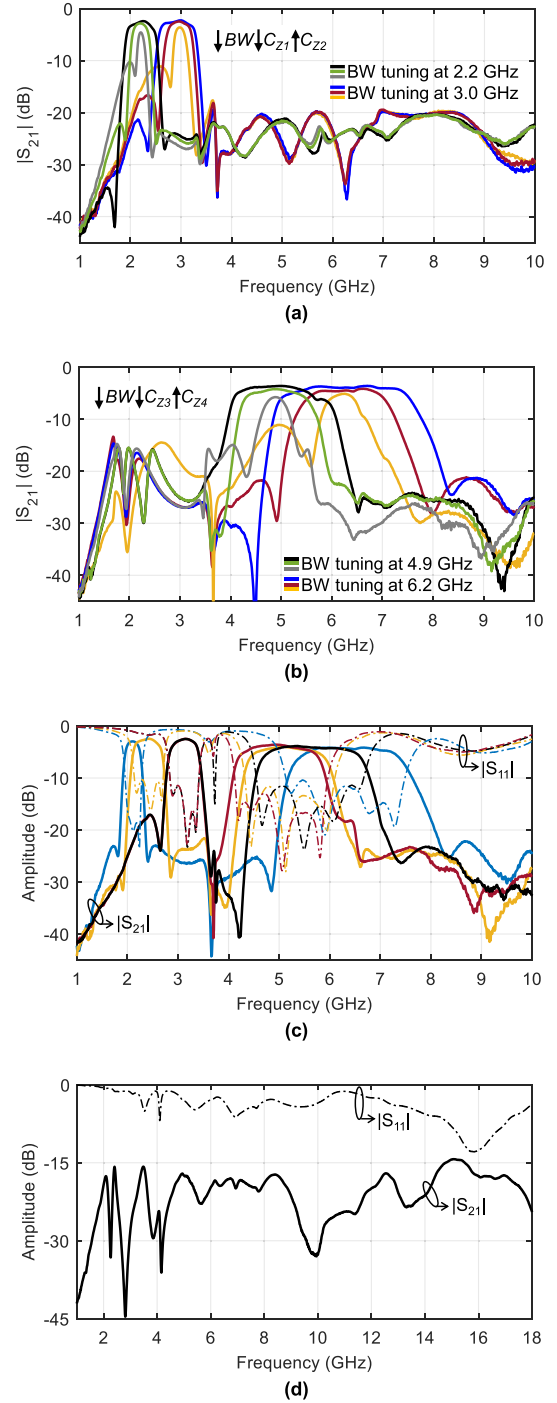 0
-10
-20
-30
-40
|S21| (dB)
↓BW↓CZ1↑CZ2
BW tuning at 2.2 GHz
BW tuning at 3.0 GHz
1 2 3 4 5 6 7 8 9 10
Frequency (GHz)
(a)
0
-10
-20
-30
-40
|S21| (dB)
↓BW↓CZ3↑CZ4
BW tuning at 4.9 GHz
BW tuning at 6.2 GHz
1 2 3 4 5 6 7 8 9 10
Frequency (GHz)
(b)
0
-10
-20
-30
-40
Amplitude (dB)
|S11|
|S21|
1 2 3 4 5 6 7 8 9 10
Frequency (GHz)
(c)
0
-15
-30
-45
Amplitude (dB)
|S11|
|S21|
2 4 6 8 10 12 14 16 18
Frequency (GHz)
(d)